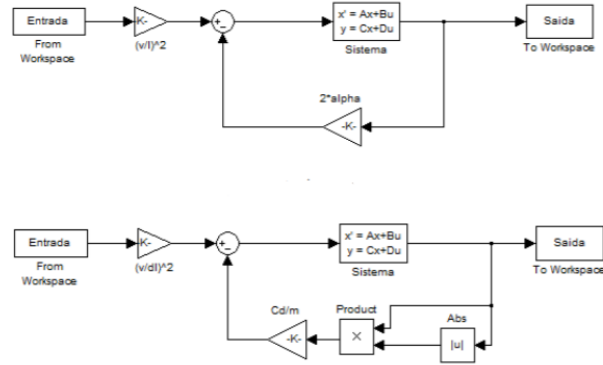 x' = Ax+Bu
y = Cx+Du
Entrada
K-
+
−
Saida
From
Workspace
(v/l)^2
Sistema
To Workspace
2*alpha
-K-
x' = Ax+Bu
y = Cx+Du
Entrada
K-
+
−
Saida
From
Workspace
(v/dl)^2
Sistema
To Workspace
Cd/m
Product
Abs
-K-
×
|u|